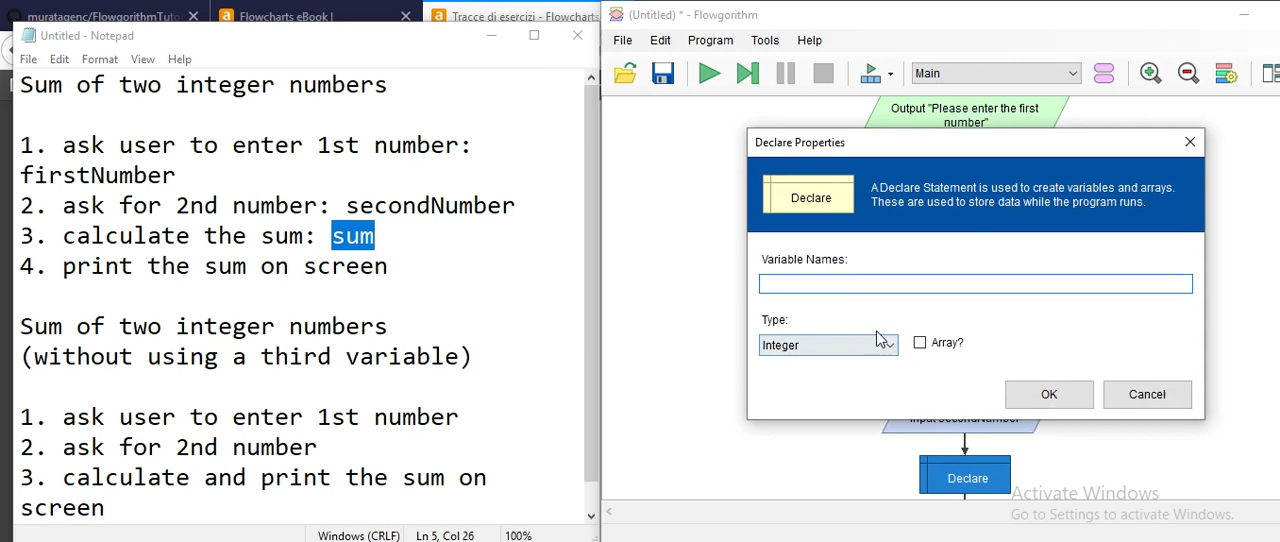 muratagenc/FlowgorithmTuto
Flowcharts eBook |
Tracce di esercizi - Flowcharts
Untitled - Notepad
File Edit Format View Help
Sum of two integer numbers
1. ask user to enter 1st number:
firstNumber
2. ask for 2nd number: secondNumber
3. calculate the sum: sum
4. print the sum on screen
Sum of two integer numbers
(without using a third variable)
1. ask user to enter 1st number
2. ask for 2nd number
3. calculate and print the sum on
screen
Windows (CRLF) Ln 5, Col 26 100%
(Untitled) * - Flowgorithm
File Edit Program Tools Help
Main
Output "Please enter the first
number"
Declare Properties
Declare
A Declare Statement is used to create variables and arrays.
These are used to store data while the program runs.
Variable Names:
Type:
Integer
Array?
OK Cancel
Input secondNumber
Declare
Activate Windows
Go to Settings to activate Windows.